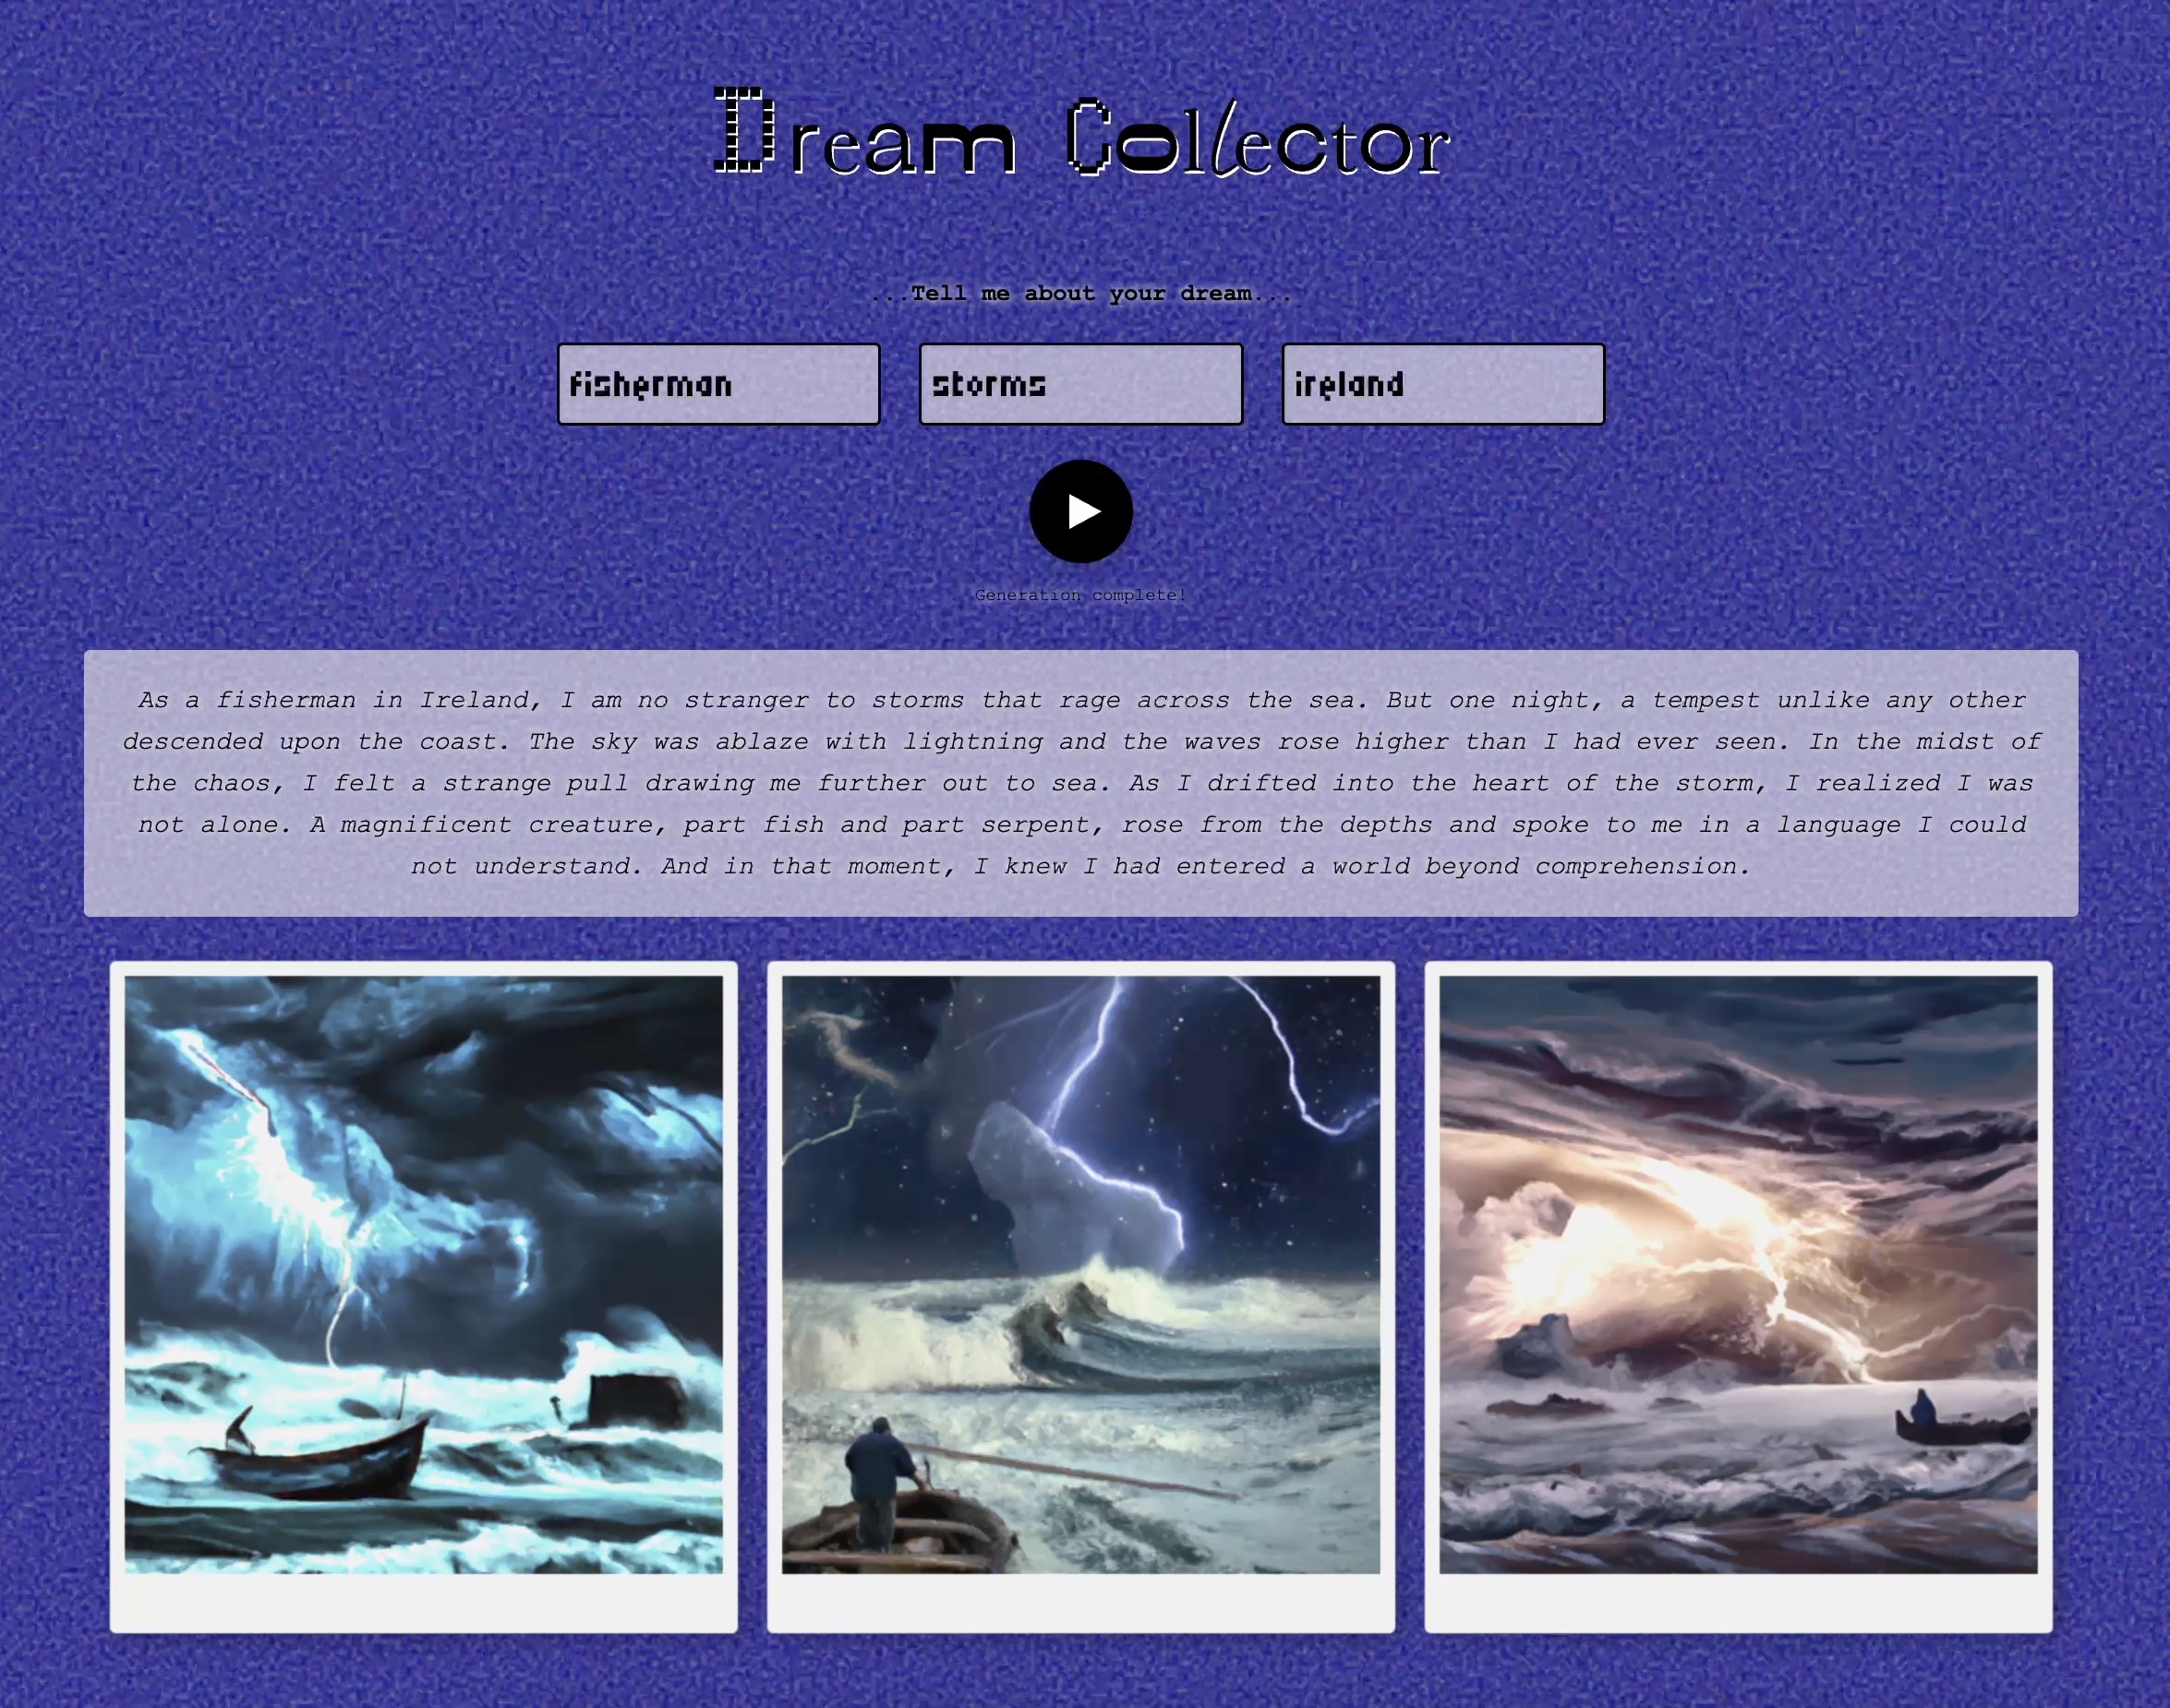 Dream Collector
...Tell me about your dream...
fisherman
storms
ireland
Generation complete!
As a fisherman in Ireland, I am no stranger to storms that rage across the sea. But one night, a tempest unlike any other
descended upon the coast. The sky was ablaze with lightning and the waves rose higher than I had ever seen. In the midst of
the chaos, I felt a strange pull drawing me further out to sea. As I drifted into the heart of the storm, I realized I was
not alone. A magnificent creature, part fish and part serpent, rose from the depths and spoke to me in a language I could
not understand. And in that moment, I knew I had entered a world beyond comprehension.